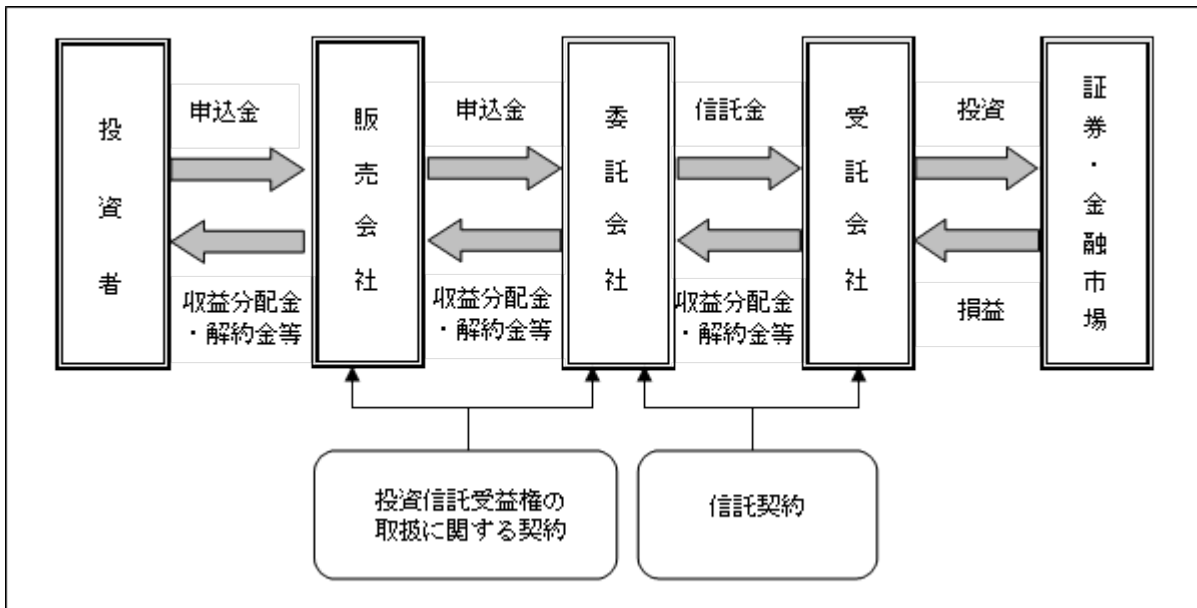 投資者
申込金
収益分配金
・解約金等
販売会社
申込金
収益分配金
・解約金等
委託会社
信託金
収益分配金
・解約金等
受託会社
投資
損益
証券・金融市場
投資信託受益権の
取扱に関する契約
信託契約